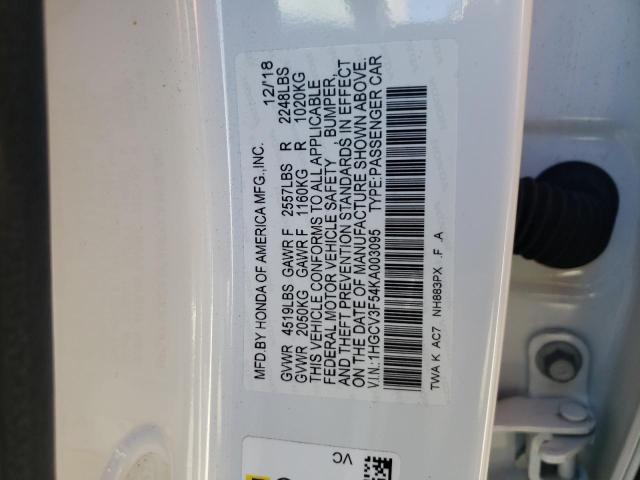 MFD.BY HONDA OF AMERICA MFG.,INC. 12/18
GVWR 4519LBS GAWR F 2557LBS R 2248LBS
GVWR 2050KG GAWR F 1160KG R 1020KG
THIS VEHICLE CONFORMS TO ALL APPLICABLE
FEDERAL MOTOR VEHICLE SAFETY , BUMPER,
AND THEFT PREVENTION STANDARDS IN EFFECT
ON THE DATE OF MANUFACTURE SHOWN ABOVE.
V.I.N.:1HGCV3F54KA003095 TYPE:PASSENGER CAR
TWA K AC7 NH883PX .F .A
VC